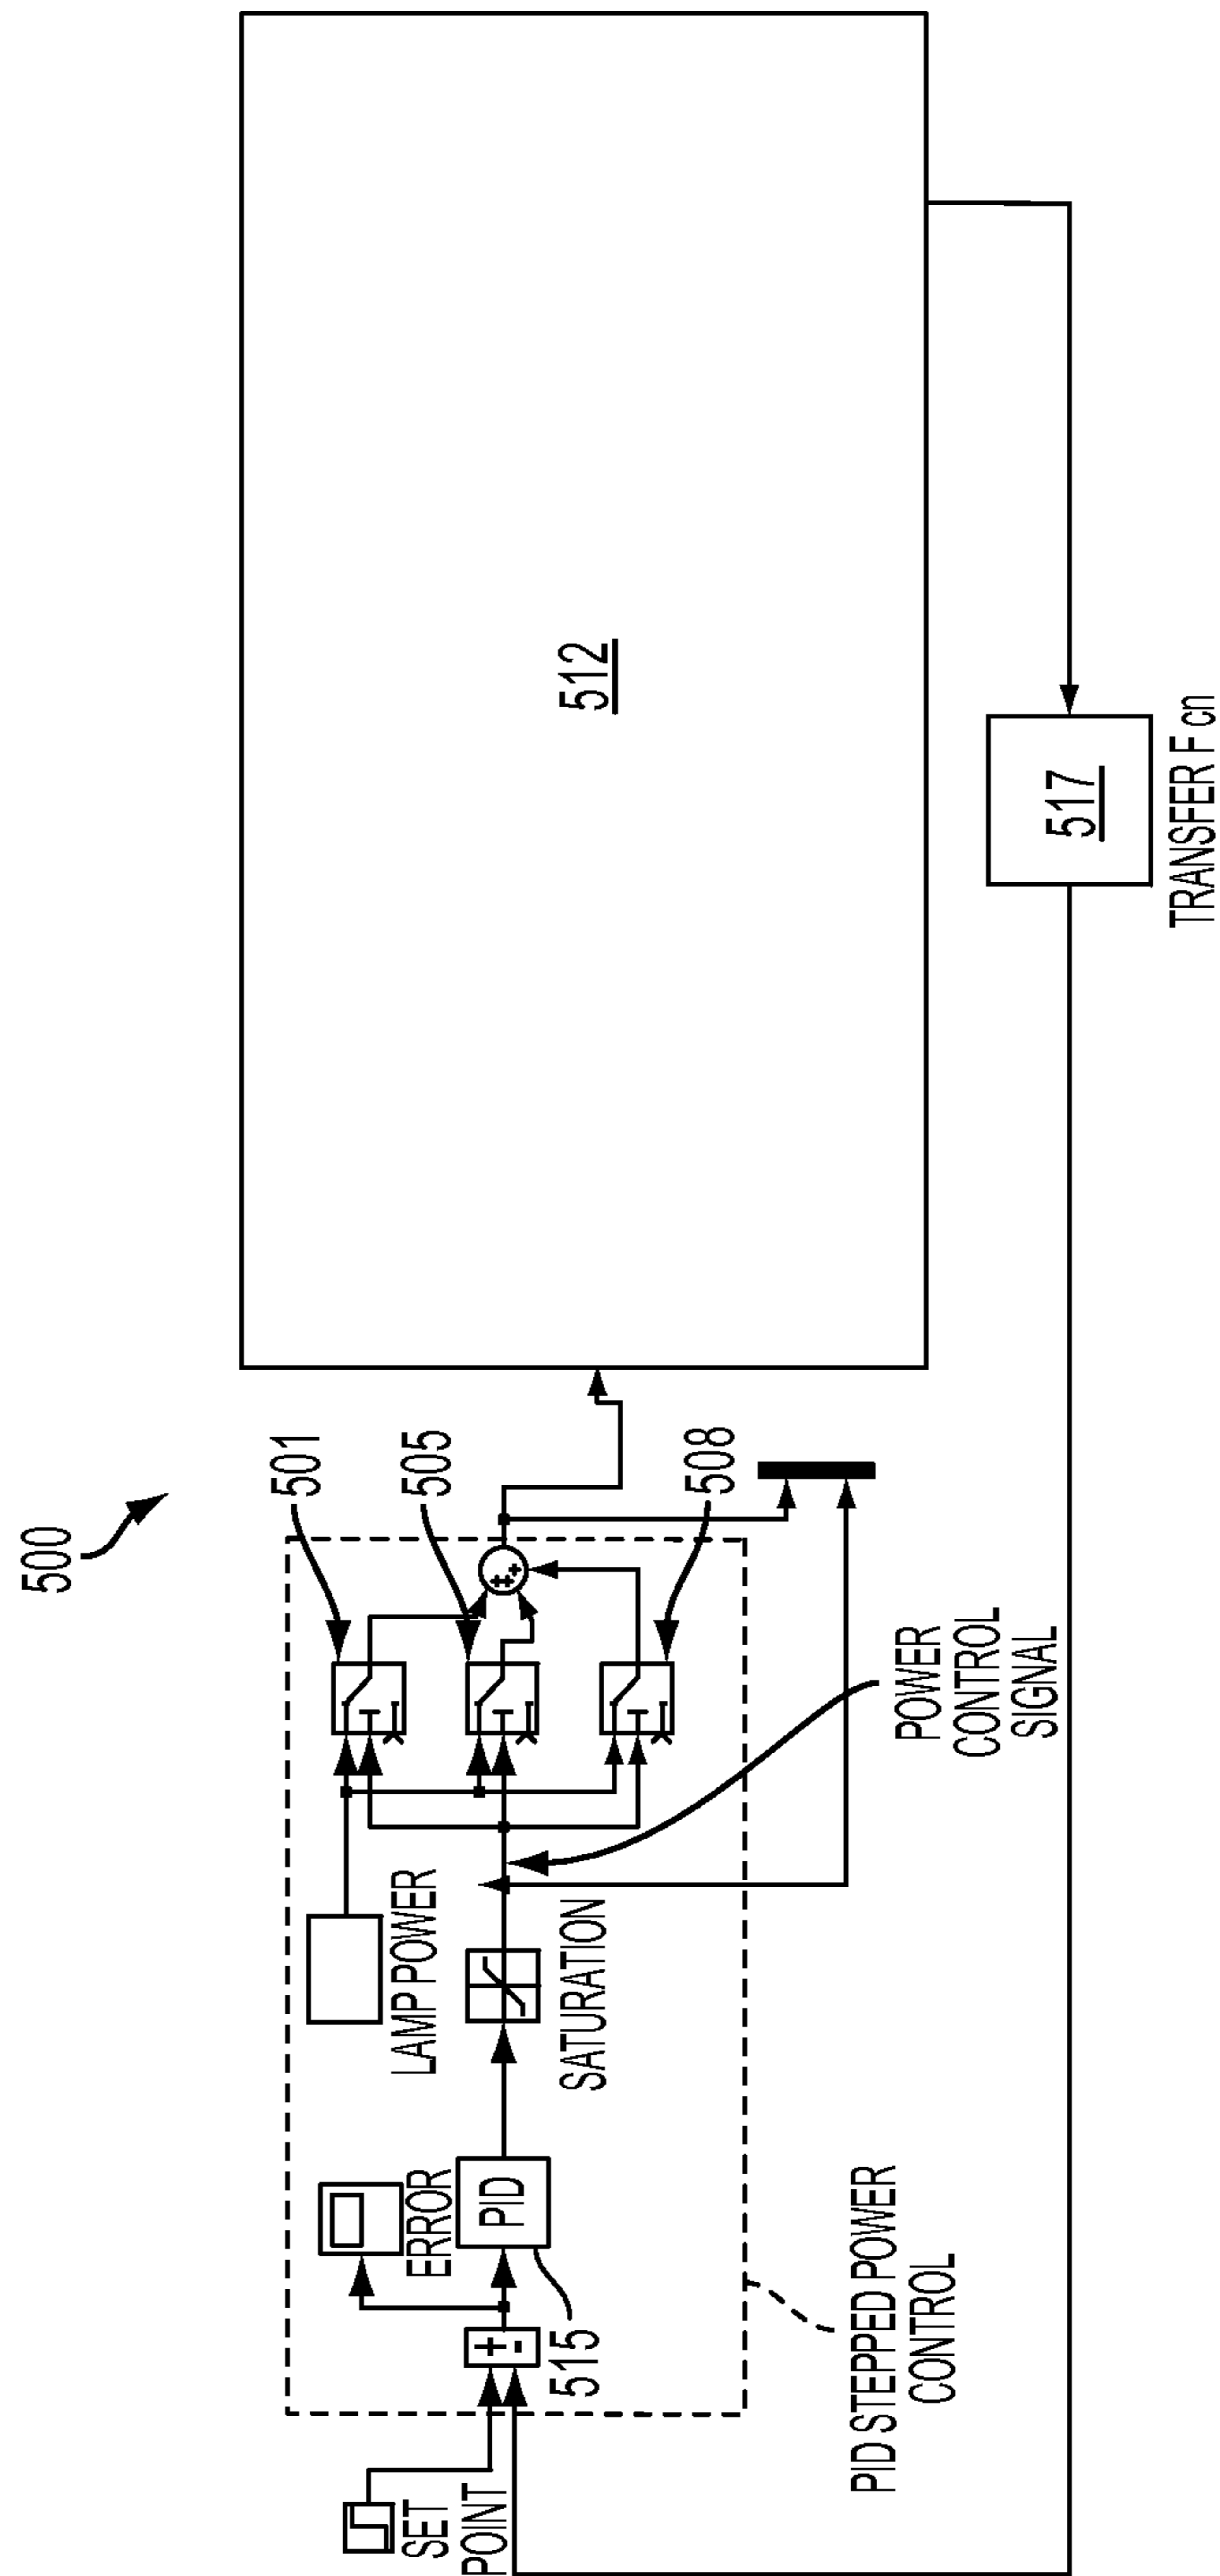 500
501
505
508
512
LAMP POWER
ERROR
PID
SATURATION
515
SET
POINT
POWER
CONTROL
SIGNAL
PID STEPPED POWER
CONTROL
517
TRANSFER F cn